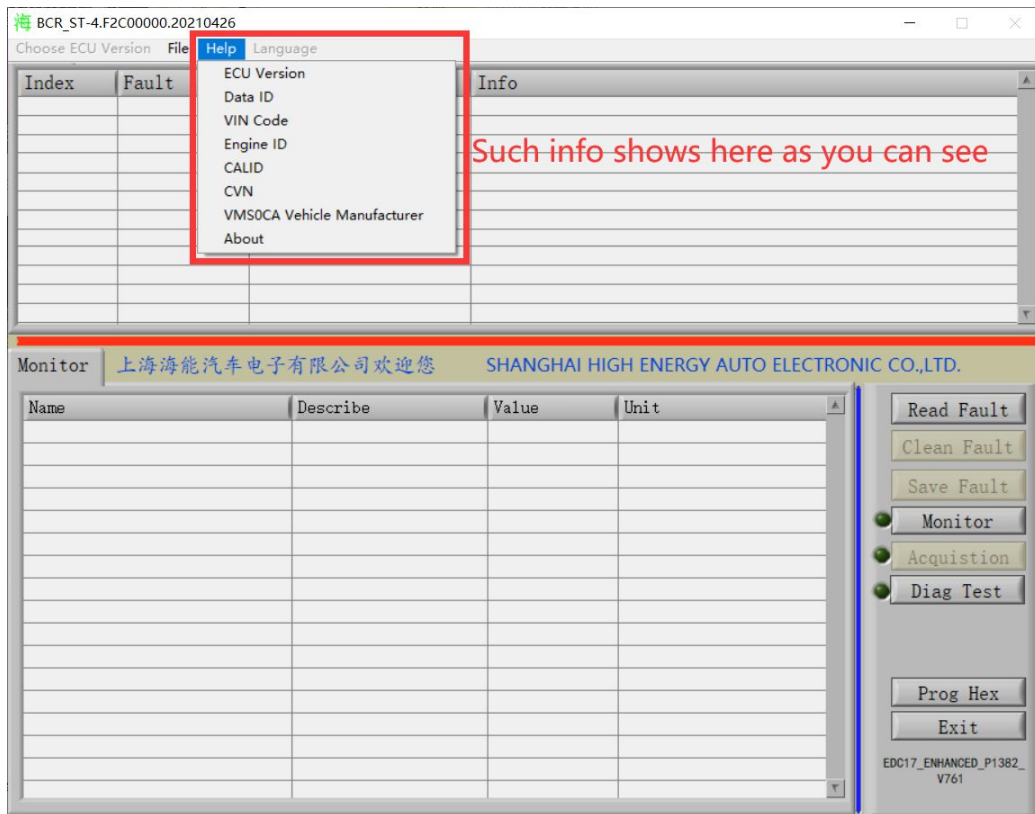 海 BCR_ST-4.F2C00000.20210426
Choose ECU Version File Help Language
Index Fault Info
ECU Version
Data ID
VIN Code
Engine ID
CALID
CVN
VMS0CA Vehicle Manufacturer
About
Such info shows here as you can see
Monitor 上海海能汽车电子有限公司欢迎您 SHANGHAI HIGH ENERGY AUTO ELECTRONIC CO.,LTD.
Name Describe Value Unit
Read Fault
Clean Fault
Save Fault
Monitor
Acquistion
Diag Test
Prog Hex
Exit
EDC17_ENHANCED_P1382_
V761